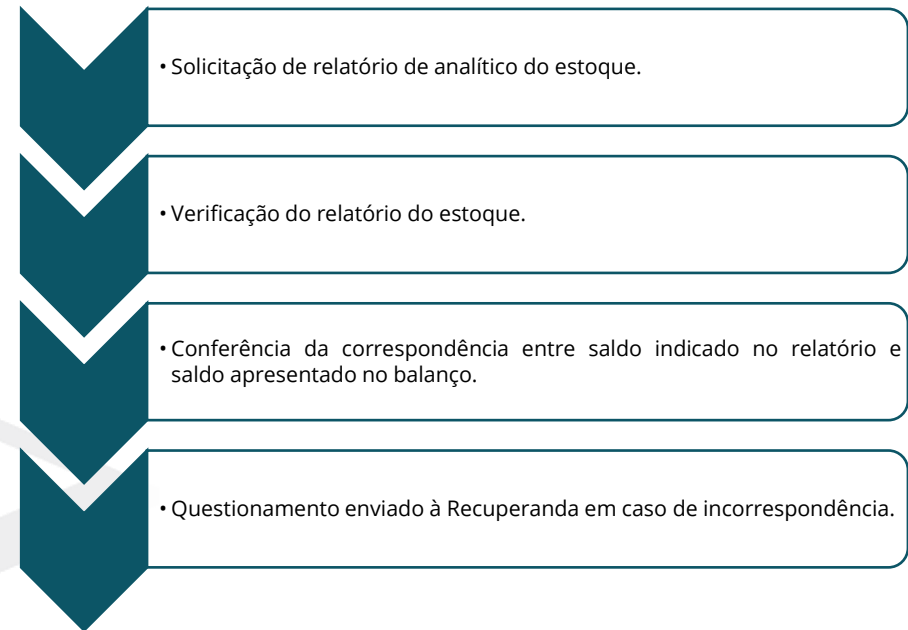 • Solicitação de relatório de analítico do estoque.
• Verificação do relatório do estoque.
• Conferência da correspondência entre saldo indicado no relatório e
saldo apresentado no balanço.
• Questionamento enviado à Recuperanda em caso de incorrespondência.